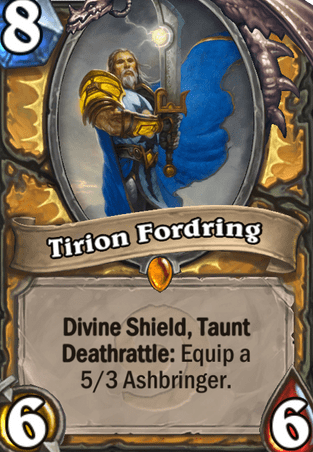 8
Tirion Fordring
Divine Shield, Taunt
Deathrattle: Equip a
5/3 Ashbringer.
6 6